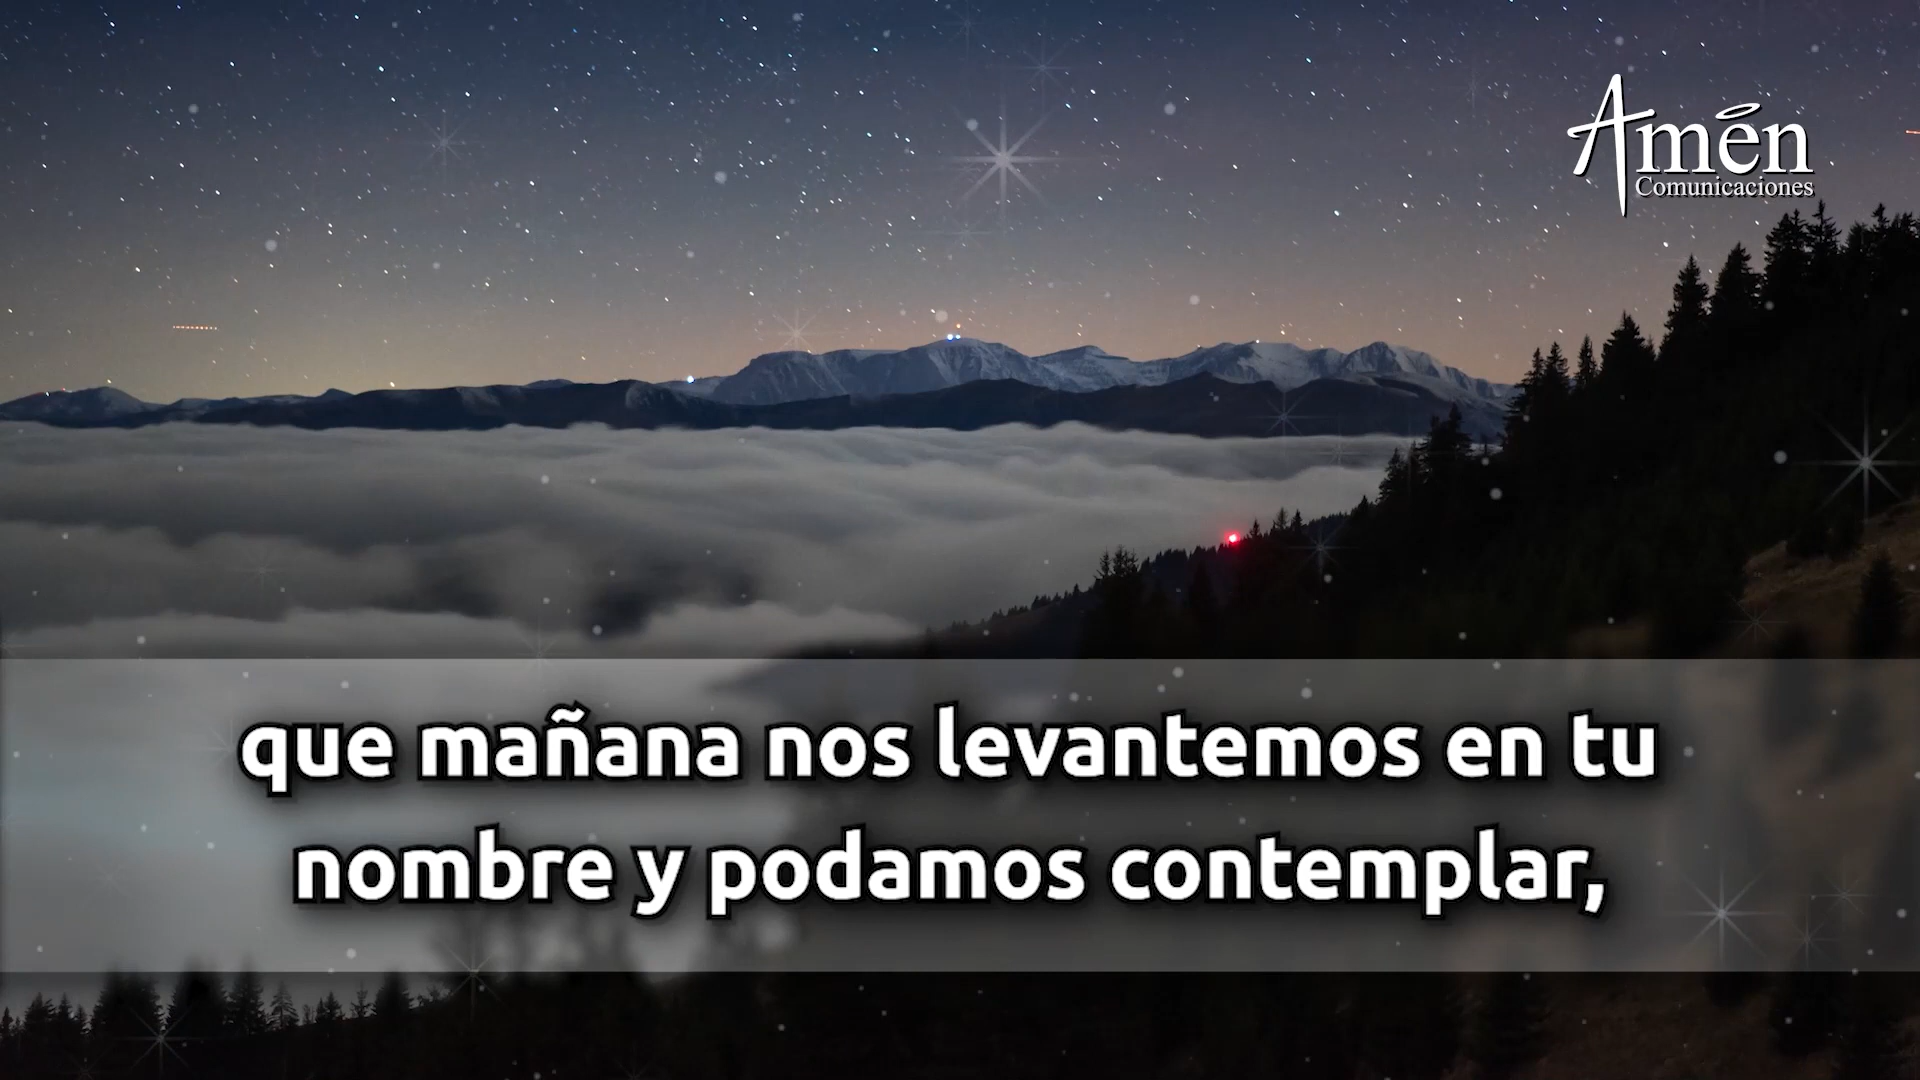 Amén
Comunicaciones
que mañana nos levantemos en tu
nombre y podamos contemplar,